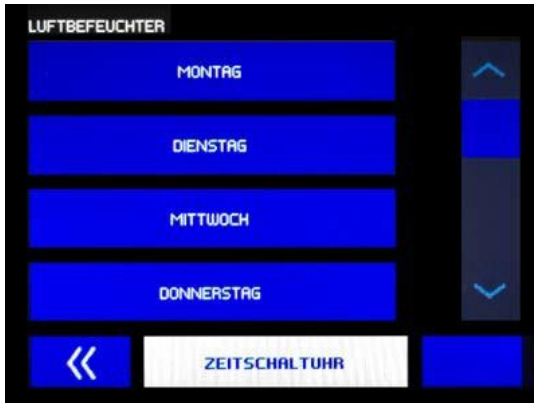 LUFTBEFEUCHTER
MONTAG
DIENSTAG
MITTWOCH
DONNERSTAG
ZEITSCHALTUHR